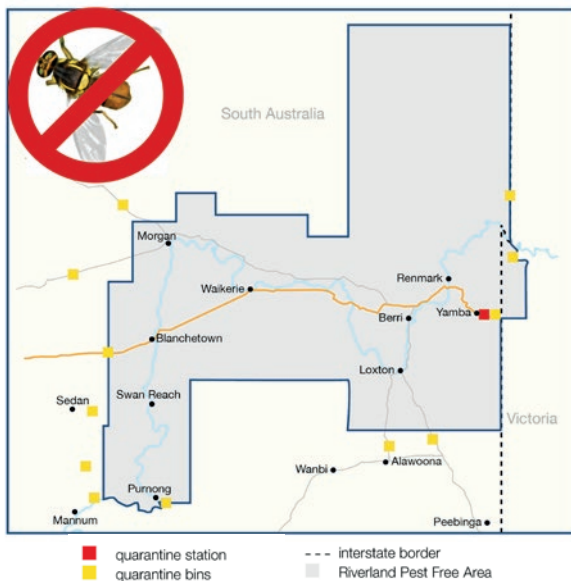 South Australia
Morgan
Renmark
Waikerie
Yamba
Berri
Blanchetown
Loxton
Sedan
Swan Reach
Victoria
Wanbi
Alawoona
Purnong
Mannum
Peebinga
quarantine station
interstate border
quarantine bins
Riverland Pest Free Area